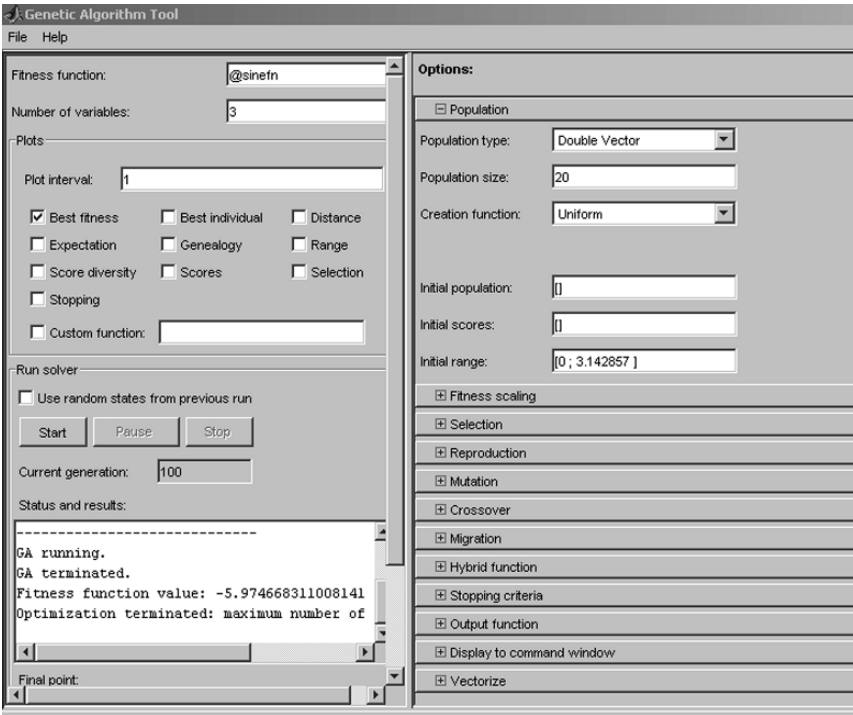 Genetic Algorithm Tool
File Help
Fitness function: @sinefn
Number of variables: 3
Plots
Plot interval: 1
Best fitness Best individual Distance
Expectation Genealogy Range
Score diversity Scores Selection
Stopping
Custom function:
Run solver
Use random states from previous run
Start Pause Stop
Current generation: 100
Status and results:
-----------------------------
GA running.
GA terminated.
Fitness function value: -5.974668311008141
Optimization terminated: maximum number of
Final point:
Options:
Population
Population type: Double Vector
Population size: 20
Creation function: Uniform
Initial population: []
Initial scores: []
Initial range: [0 ; 3.142857 ]
Fitness scaling
Selection
Reproduction
Mutation
Crossover
Migration
Hybrid function
Stopping criteria
Output function
Display to command window
Vectorize